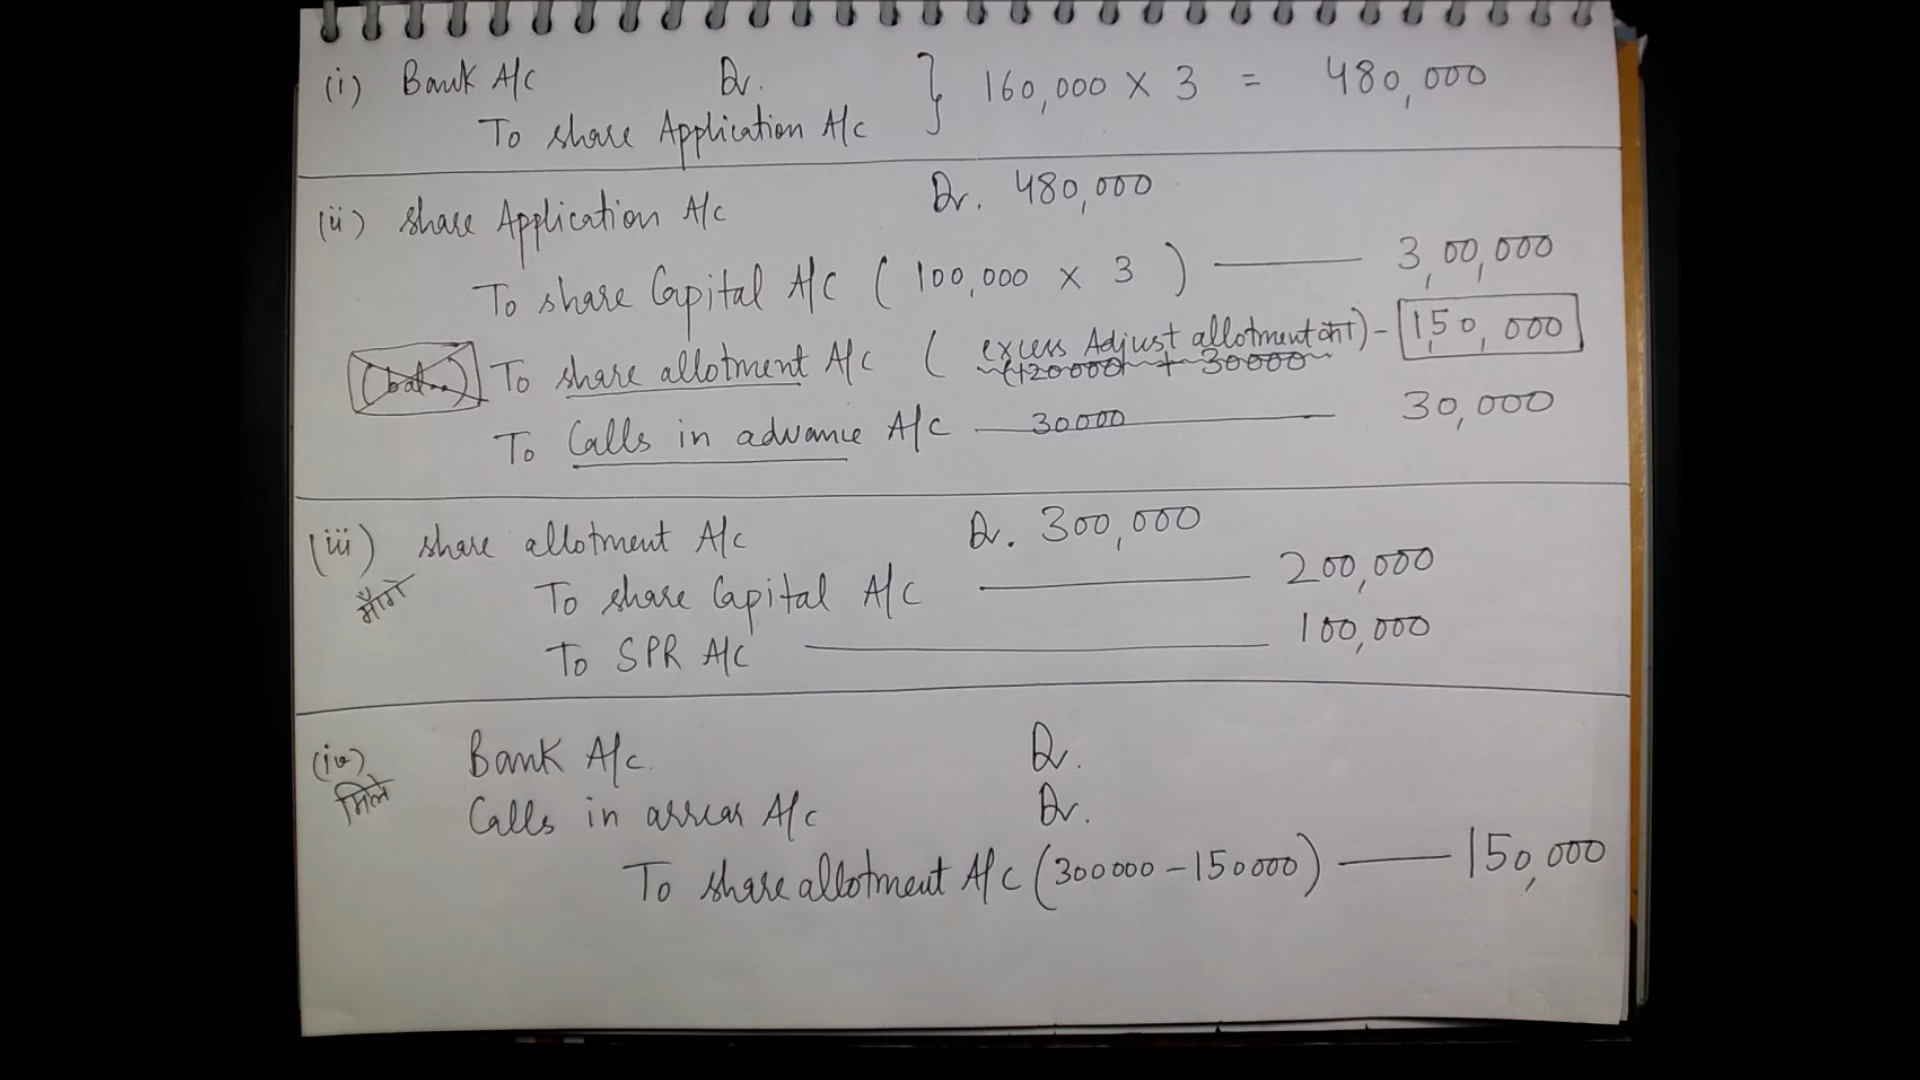 (i) Bank A/c Dr. } 160,000 X 3 = 480,000
To share Application A/c
(ii) share Application A/c Dr. 480,000
To share Capital A/c ( 100,000 x 3 ) 3,00,000
(bal..) To share allotment A/c ( excess Adjust allotment का ) - 1,50,000
(120000 + 30000
To Calls in advance A/c 30000 30,000
(iii) share allotment A/c Dr. 300,000
माँगे To share Capital A/c 200,000
To SPR A/c 100,000
(iv) Bank A/c. Dr.
मिले Calls in arrear A/c Dr.
To share allotment A/c (300000 - 150000) 150,000